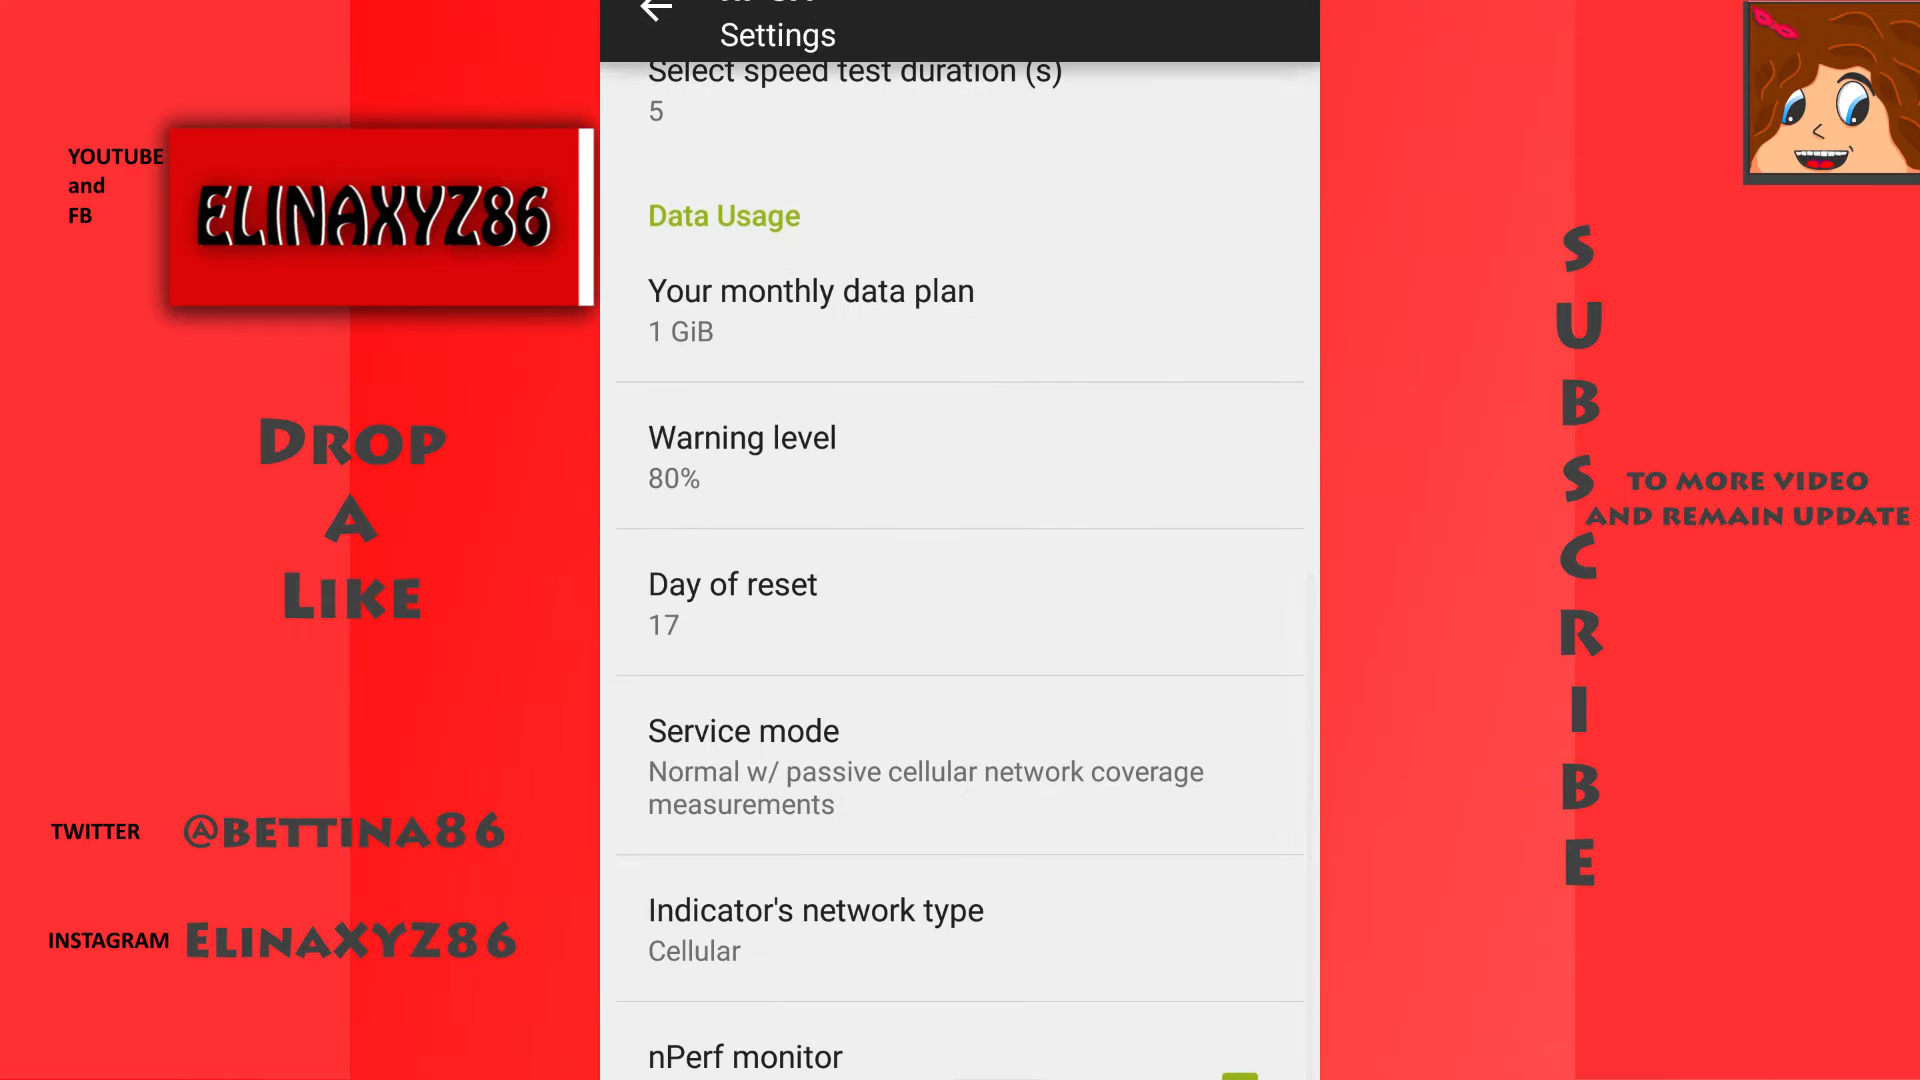 Settings
Select speed test duration (s)
5
Data Usage
Your monthly data plan
1 GiB
Warning level
80%
Day of reset
17
Service mode
Normal w/ passive cellular network coverage
measurements
Indicator's network type
Cellular
nPerf monitor
YOUTUBE
and
FB
ELINAXYZ86
DROP
A
LIKE
TWITTER @BETTINA86
INSTAGRAM ELINAXYZ86
SUBSCRIBE
TO MORE VIDEO
AND REMAIN UPDATE